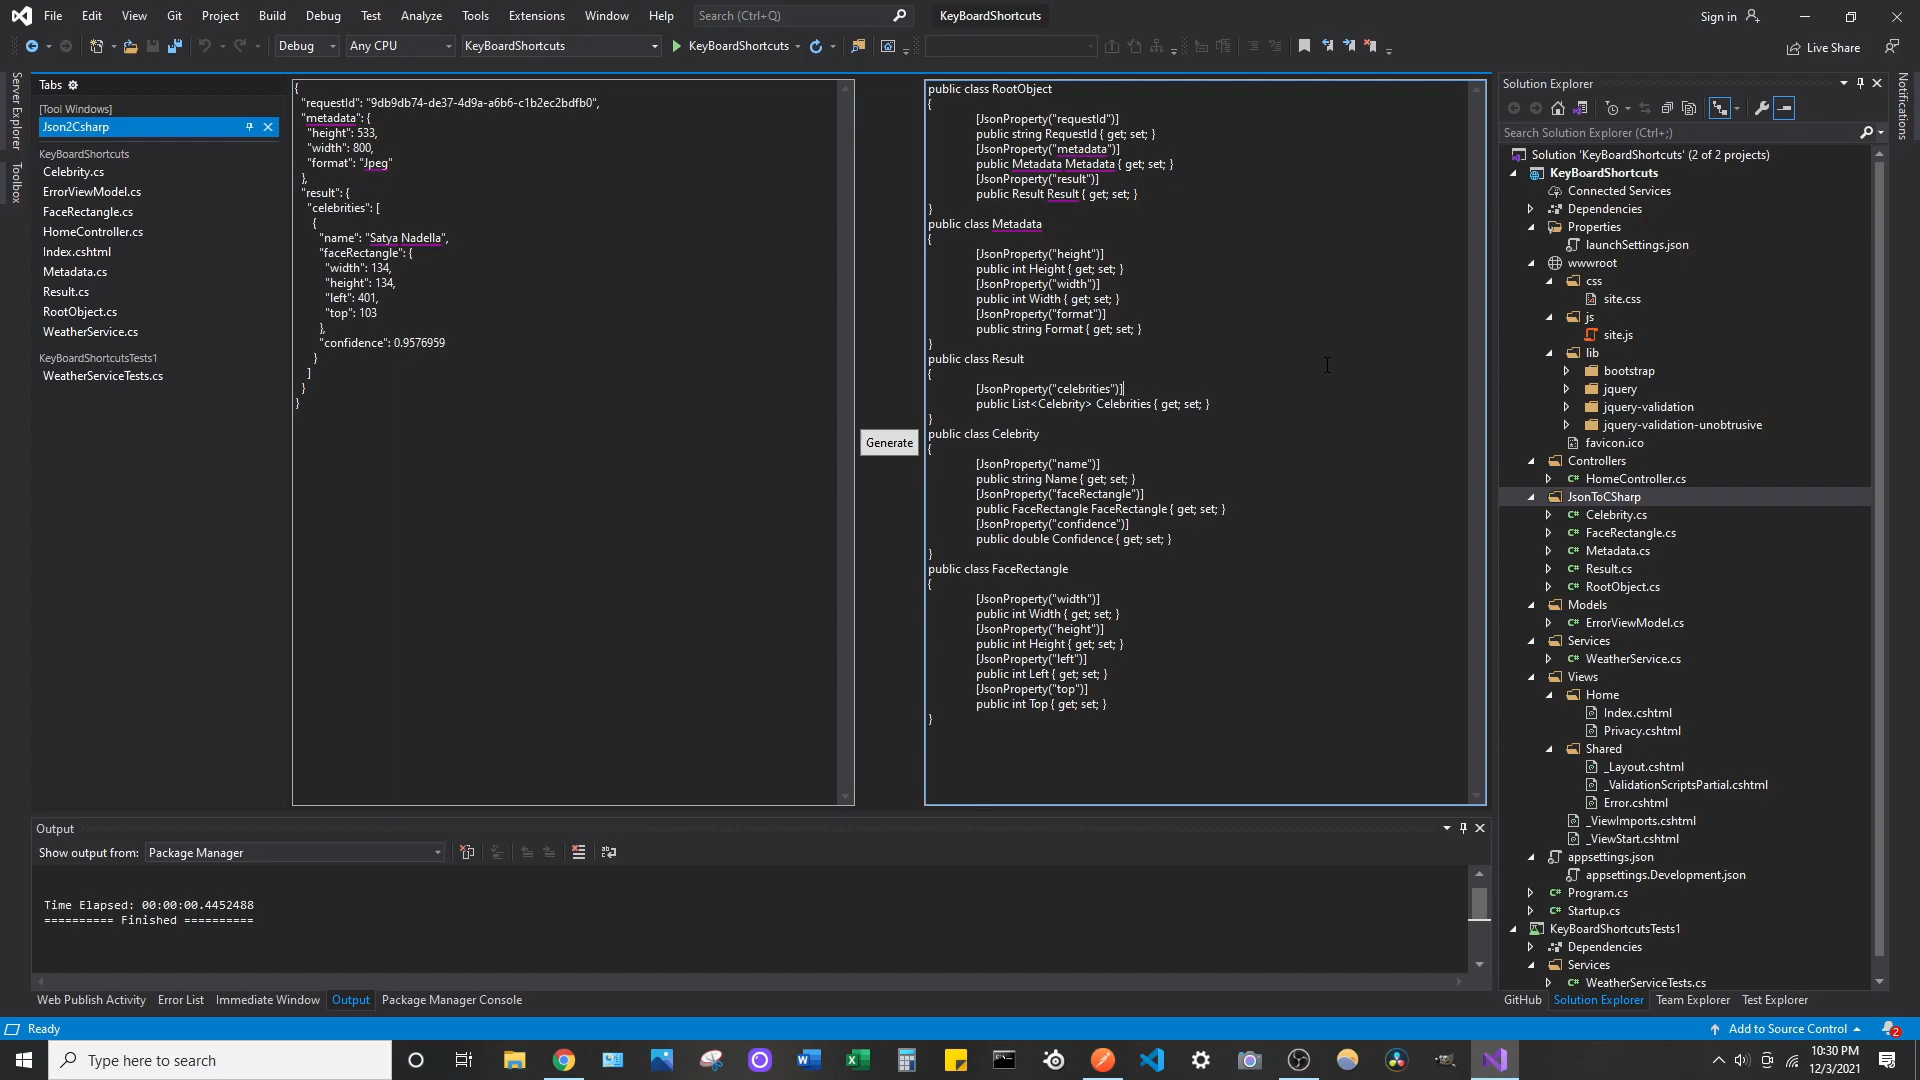 File Edit View Git Project Build Debug Test Analyze Tools Extensions Window Help Search (Ctrl+Q) KeyBoardShortcuts Sign in
Debug Any CPU KeyBoardShortcuts KeyBoardShortcuts Live Share
Server Explorer
Toolbox
Tabs
[Tool Windows]
Json2Csharp
KeyBoardShortcuts
Celebrity.cs
ErrorViewModel.cs
FaceRectangle.cs
HomeController.cs
Index.cshtml
Metadata.cs
Result.cs
RootObject.cs
WeatherService.cs
KeyBoardShortcutsTests1
WeatherServiceTests.cs
{
"requestId": "9db9db74-de37-4d9a-a6b6-c1b2ec2bdfb0",
"metadata": {
"height": 533,
"width": 800,
"format": "Jpeg"
},
"result": {
"celebrities": [
{
"name": "Satya Nadella",
"faceRectangle": {
"width": 134,
"height": 134,
"left": 401,
"top": 103
},
"confidence": 0.9576959
}
]
}
}
Generate
public class RootObject
{
[JsonProperty("requestId")]
public string RequestId { get; set; }
[JsonProperty("metadata")]
public Metadata Metadata { get; set; }
[JsonProperty("result")]
public Result Result { get; set; }
}
public class Metadata
{
[JsonProperty("height")]
public int Height { get; set; }
[JsonProperty("width")]
public int Width { get; set; }
[JsonProperty("format")]
public string Format { get; set; }
}
public class Result
{
[JsonProperty("celebrities")]
public List<Celebrity> Celebrities { get; set; }
}
public class Celebrity
{
[JsonProperty("name")]
public string Name { get; set; }
[JsonProperty("faceRectangle")]
public FaceRectangle FaceRectangle { get; set; }
[JsonProperty("confidence")]
public double Confidence { get; set; }
}
public class FaceRectangle
{
[JsonProperty("width")]
public int Width { get; set; }
[JsonProperty("height")]
public int Height { get; set; }
[JsonProperty("left")]
public int Left { get; set; }
[JsonProperty("top")]
public int Top { get; set; }
}
Solution Explorer
Search Solution Explorer (Ctrl+;)
Solution 'KeyBoardShortcuts' (2 of 2 projects)
KeyBoardShortcuts
Connected Services
Dependencies
Properties
launchSettings.json
wwwroot
css
site.css
js
site.js
lib
bootstrap
jquery
jquery-validation
jquery-validation-unobtrusive
favicon.ico
Controllers
C# HomeController.cs
JsonToCSharp
C# Celebrity.cs
C# FaceRectangle.cs
C# Metadata.cs
C# Result.cs
C# RootObject.cs
Models
C# ErrorViewModel.cs
Services
C# WeatherService.cs
Views
Home
Index.cshtml
Privacy.cshtml
Shared
_Layout.cshtml
_ValidationScriptsPartial.cshtml
Error.cshtml
_ViewImports.cshtml
_ViewStart.cshtml
appsettings.json
appsettings.Development.json
C# Program.cs
C# Startup.cs
KeyBoardShortcutsTests1
Dependencies
Services
C# WeatherServiceTests.cs
GitHub Solution Explorer Team Explorer Test Explorer
Notifications
Output
Show output from: Package Manager
Time Elapsed: 00:00:00.4452488
========== Finished ==========
Web Publish Activity Error List Immediate Window Output Package Manager Console
Ready Add to Source Control 2
Type here to search
10:30 PM
12/3/2021